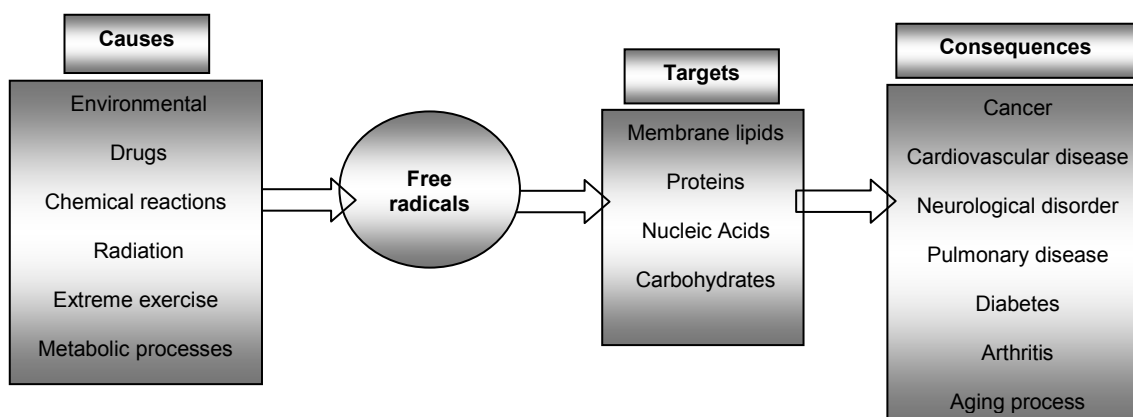 Causes
Environmental
Drugs
Chemical reactions
Radiation
Extreme exercise
Metabolic processes
Free
radicals
Targets
Membrane lipids
Proteins
Nucleic Acids
Carbohydrates
Consequences
Cancer
Cardiovascular disease
Neurological disorder
Pulmonary disease
Diabetes
Arthritis
Aging process